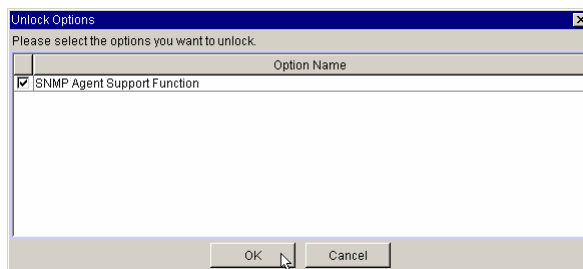 Unlock Options
Please select the options you want to unlock.
Option Name
SNMP Agent Support Function
OK
Cancel